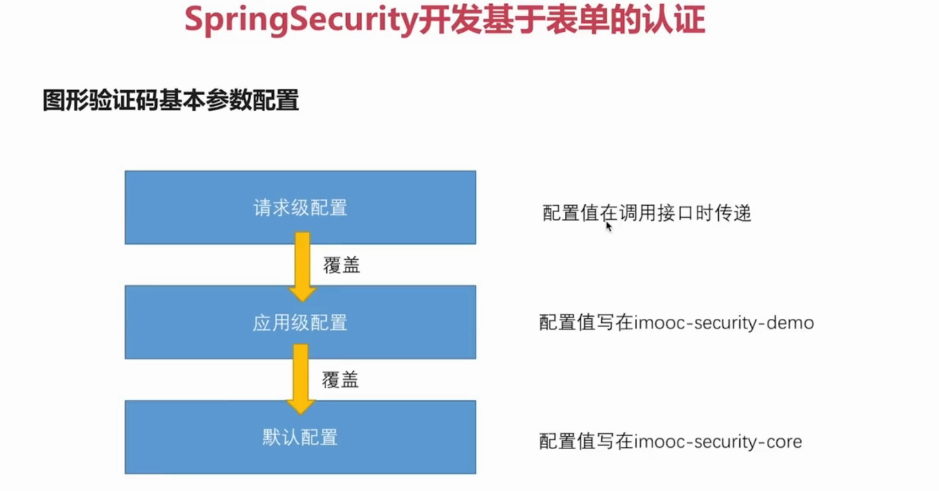 SpringSecurity开发基于表单的认证
图形验证码基本参数配置
请求级配置
配置值在调用接口时传递
覆盖
应用级配置
配置值写在imooc-security-demo
覆盖
默认配置
配置值写在imooc-security-core